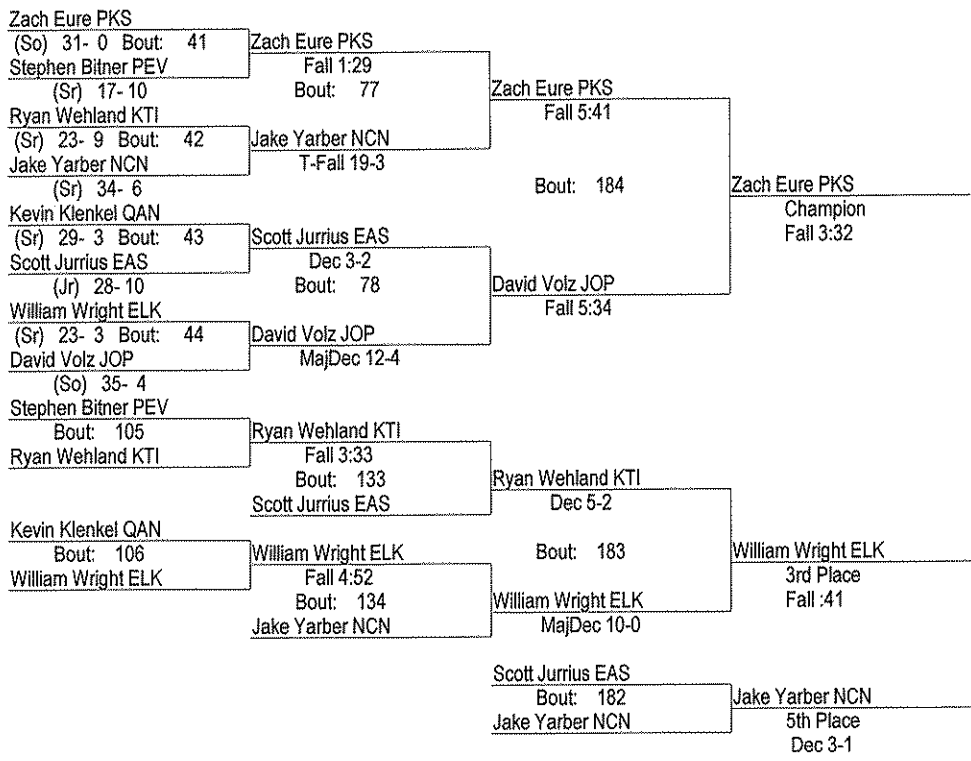 Zach Eure PKS
(So) 31- 0 Bout: 41
Stephen Bitner PEV
(Sr) 17- 10
Ryan Wehland KTI
(Sr) 23- 9 Bout: 42
Jake Yarber NCN
(Sr) 34- 6
Kevin Klenkel QAN
(Sr) 29- 3 Bout: 43
Scott Jurrius EAS
(Jr) 28- 10
William Wright ELK
(Sr) 23- 3 Bout: 44
David Volz JOP
(So) 35- 4
Zach Eure PKS
Fall 1:29
Bout: 77
Jake Yarber NCN
T-Fall 19-3
Scott Jurrius EAS
Dec 3-2
Bout: 78
David Volz JOP
MajDec 12-4
Zach Eure PKS
Fall 5:41
Bout: 184
David Volz JOP
Fall 5:34
Zach Eure PKS
Champion
Fall 3:32
Stephen Bitner PEV
Bout: 105
Ryan Wehland KTI
Kevin Klenkel QAN
Bout: 106
William Wright ELK
Ryan Wehland KTI
Fall 3:33
Bout: 133
Scott Jurrius EAS
William Wright ELK
Fall 4:52
Bout: 134
Jake Yarber NCN
Ryan Wehland KTI
Dec 5-2
Bout: 183
William Wright ELK
MajDec 10-0
William Wright ELK
3rd Place
Fall :41
Scott Jurrius EAS
Bout: 182
Jake Yarber NCN
Jake Yarber NCN
5th Place
Dec 3-1